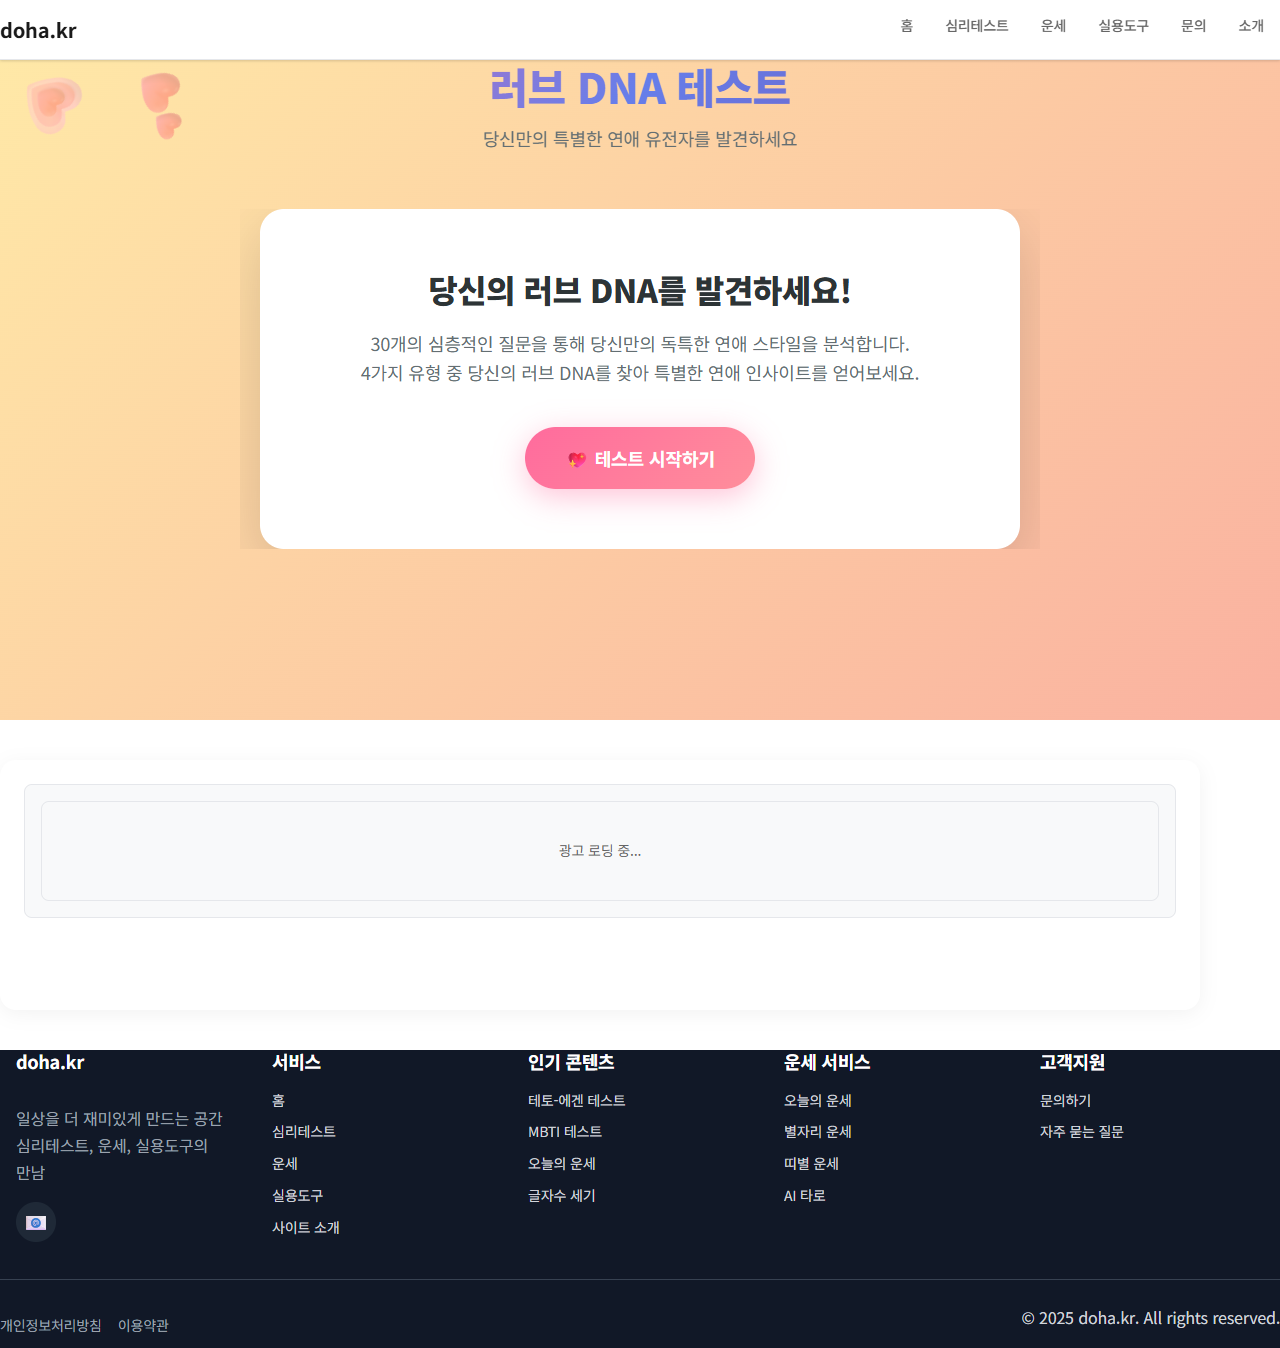 doha.kr
홈 심리테스트 운세 실용도구 문의 소개
러브 DNA 테스트
당신만의 특별한 연애 유전자를 발견하세요
당신의 러브 DNA를 발견하세요!
30개의 심층적인 질문을 통해 당신만의 독특한 연애 스타일을 분석합니다.
4가지 유형 중 당신의 러브 DNA를 찾아 특별한 연애 인사이트를 얻어보세요.
💖 테스트 시작하기
광고 로딩 중...
doha.kr
일상을 더 재미있게 만드는 공간
심리테스트, 운세, 실용도구의
만남
서비스
홈
심리테스트
운세
실용도구
사이트 소개
인기 콘텐츠
테토-에겐 테스트
MBTI 테스트
오늘의 운세
글자수 세기
운세 서비스
오늘의 운세
별자리 운세
띠별 운세
AI 타로
고객지원
문의하기
자주 묻는 질문
개인정보처리방침 이용약관
© 2025 doha.kr. All rights reserved.